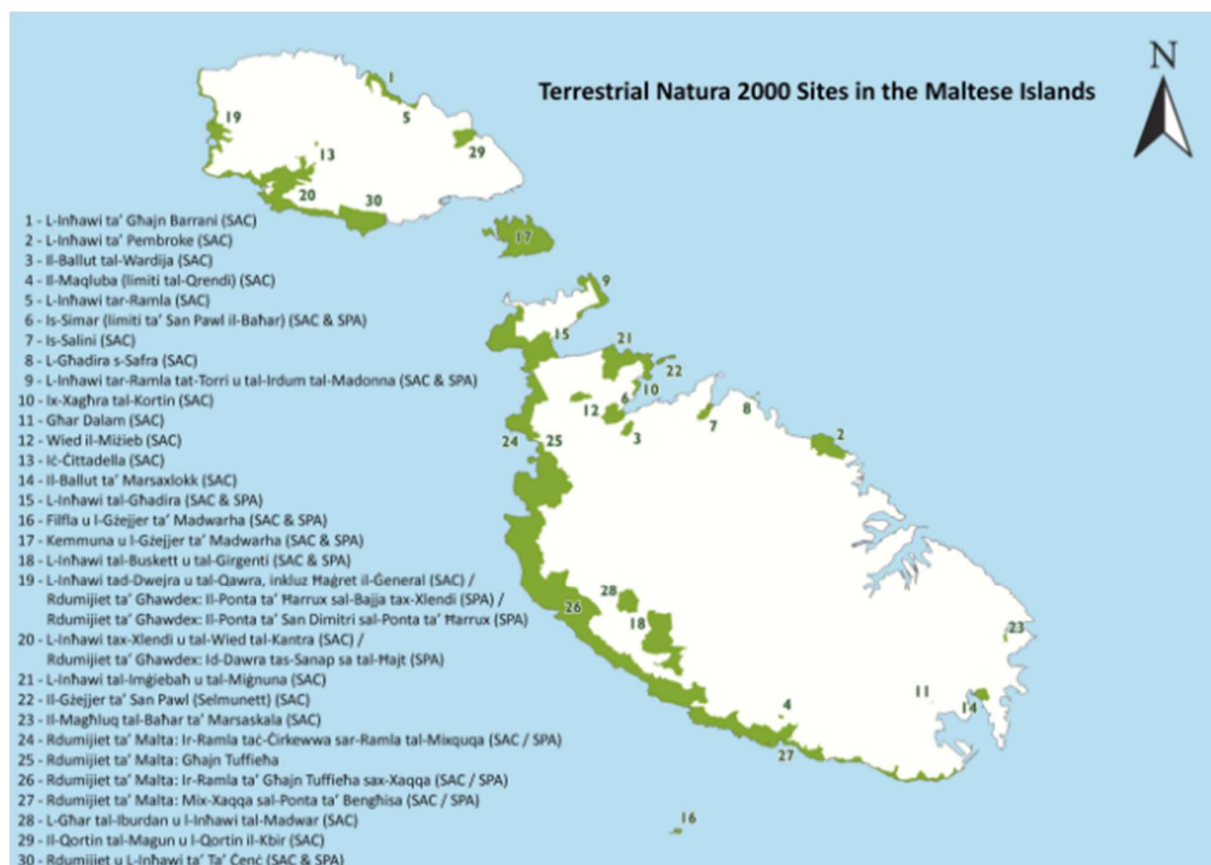 N
Terrestrial Natura 2000 Sites in the Maltese Islands
1
5
19
29
13
20
30
17
9
15
21
22
10
6
12
3
7
8
2
24
25
28
26
18
23
11
14
4
27
16
1 - L-Inħawi ta' Għajn Barrani (SAC)
2 - L-Inħawi ta' Pembroke (SAC)
3 - Il-Ballut tal-Wardija (SAC)
4 - Il-Maqluba (limiti tal-Qrendi) (SAC)
5 - L-Inħawi tar-Ramla (SAC)
6 - Is-Simar (limiti ta' San Pawl il-Baħar) (SAC & SPA)
7 - Is-Salini (SAC)
8 - L-Għadira s-Safra (SAC)
9 - L-Inħawi tar-Ramla tat-Torri u tal-Irdum tal-Madonna (SAC & SPA)
10 - Ix-Xagħra tal-Kortin (SAC)
11 - Għar Dalam (SAC)
12 - Wied il-Miżieb (SAC)
13 - Iċ-Ċittadella (SAC)
14 - Il-Ballut ta' Marsaxlokk (SAC)
15 - L-Inħawi tal-Għadira (SAC & SPA)
16 - Filfla u l-Gżejjer ta' Madwarha (SAC & SPA)
17 - Kemmuna u l-Gżejjer ta' Madwarha (SAC & SPA)
18 - L-Inħawi tal-Buskett u tal-Girgenti (SAC & SPA)
19 - L-Inħawi tad-Dwejra u tal-Qawra, inkluż Ħaġret il-Ġeneral (SAC) /
Rdumijiet ta' Għawdex: Il-Ponta ta' Ħarrux sal-Bajja tax-Xlendi (SPA) /
Rdumijiet ta' Għawdex: Il-Ponta ta' San Dimitri sal-Ponta ta' Ħarrux (SPA)
20 - L-Inħawi tax-Xlendi u tal-Wied tal-Kantra (SAC) /
Rdumijiet ta' Għawdex: Id-Dawra tas-Sanap sa tal-Ħajt (SPA)
21 - L-Inħawi tal-Imġiebaħ u tal-Miġnuna (SAC)
22 - Il-Gżejjer ta' San Pawl (Selmunett) (SAC)
23 - Il-Magħluq tal-Baħar ta' Marsaskala (SAC)
24 - Rdumijiet ta' Malta: Ir-Ramla taċ-Ċirkewwa sar-Ramla tal-Mixquqa (SAC / SPA)
25 - Rdumijiet ta' Malta: Għajn Tuffieħa
26 - Rdumijiet ta' Malta: Ir-Ramla ta' Għajn Tuffieħa sax-Xaqqa (SAC / SPA)
27 - Rdumijiet ta' Malta: Mix-Xaqqa sal-Ponta ta' Bengħisa (SAC / SPA)
28 - L-Għar tal-Iburdan u l-Inħawi tal-Madwar (SAC)
29 - Il-Qortin tal-Magun u l-Qortin il-Kbir (SAC)
30 - Rdumijiet u L-Inħawi ta' Ta' Ċenċ (SAC & SPA)